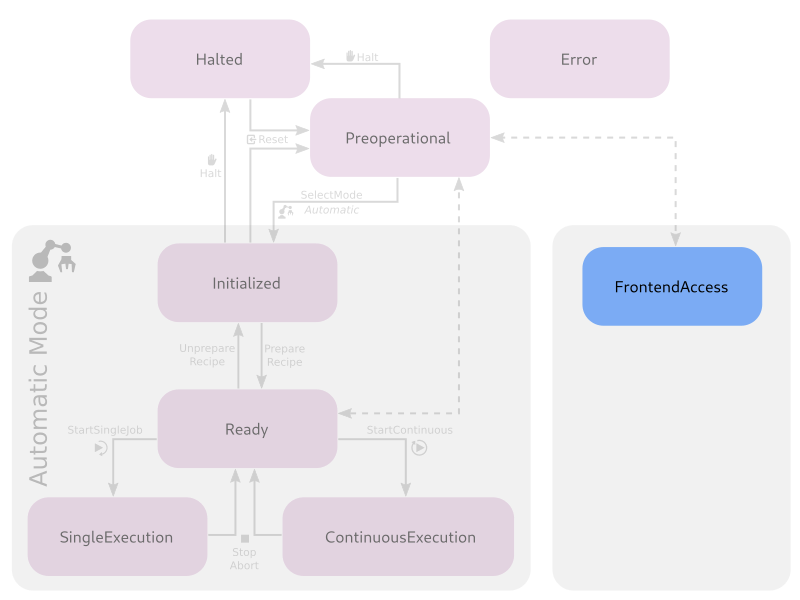 Halted
Error
Halt
Preoperational
Reset
Halt
SelectMode
Automatic
Automatic Mode
Initialized
FrontendAccess
Unprepare
Recipe
Prepare
Recipe
StartSingleJob
Ready
StartContinuous
SingleExecution
ContinuousExecution
Stop
Abort